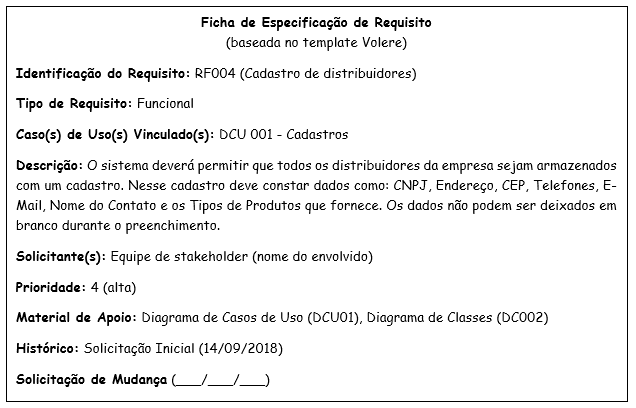 Ficha de Especificação de Requisito
(baseada no template Volere)
Identificação do Requisito: RF004 (Cadastro de distribuidores)
Tipo de Requisito: Funcional
Caso(s) de Uso(s) Vinculado(s): DCU 001 - Cadastros
Descrição: O sistema deverá permitir que todos os distribuidores da empresa sejam armazenados
com um cadastro. Nesse cadastro deve constar dados como: CNPJ, Endereço, CEP, Telefones, E-
Mail, Nome do Contato e os Tipos de Produtos que fornece. Os dados não podem ser deixados em
branco durante o preenchimento.
Solicitante(s): Equipe de stakeholder (nome do envolvido)
Prioridade: 4 (alta)
Material de Apoio: Diagrama de Casos de Uso (DCU01), Diagrama de Classes (DC002)
Histórico: Solicitação Inicial (14/09/2018)
Solicitação de Mudança (___/___/___)